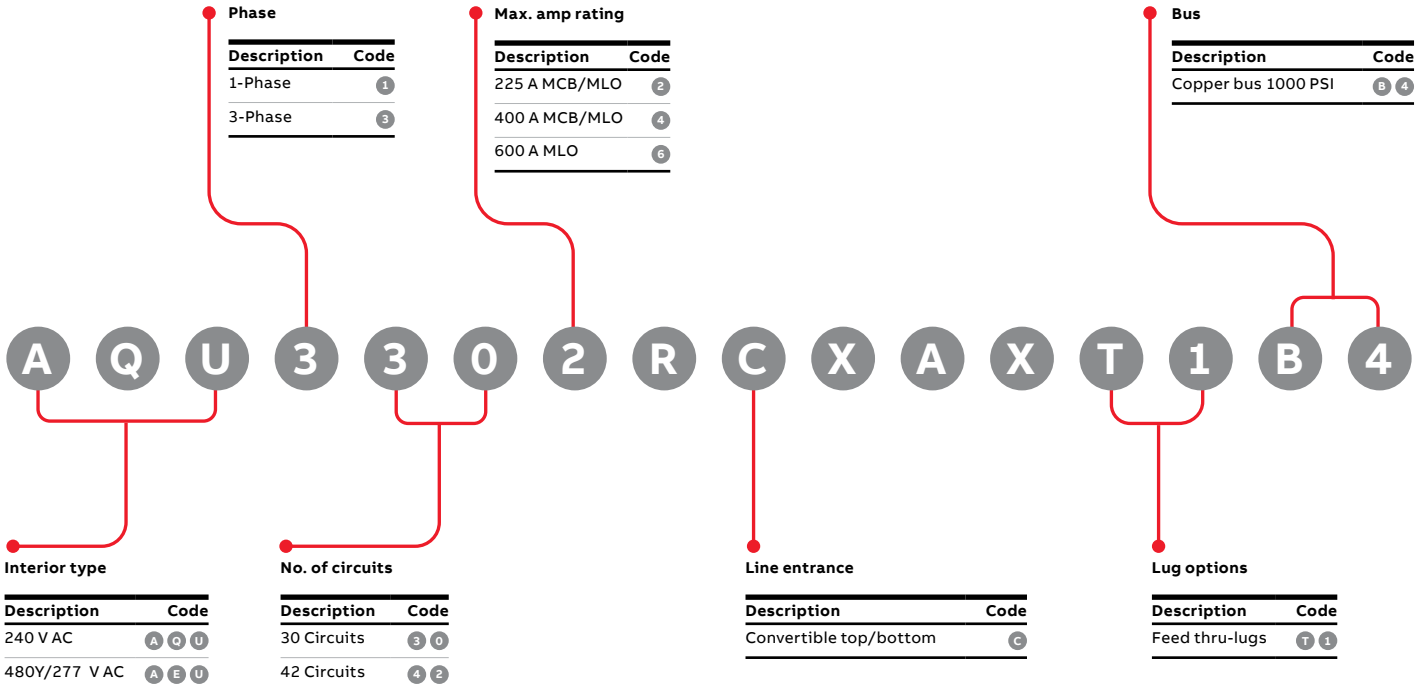 Phase
Description Code
1-Phase 1
3-Phase 3
Max. amp rating
Description Code
225 A MCB/MLO 2
400 A MCB/MLO 4
600 A MLO 6
Bus
Description Code
Copper bus 1000 PSI B 4
A Q U 3 3 0 2 R C X A X T 1 B 4
Interior type
Description Code
240 V AC A Q U
480Y/277 V AC A E U
No. of circuits
Description Code
30 Circuits 3 0
42 Circuits 4 2
Line entrance
Description Code
Convertible top/bottom C
Lug options
Description Code
Feed thru-lugs T 1